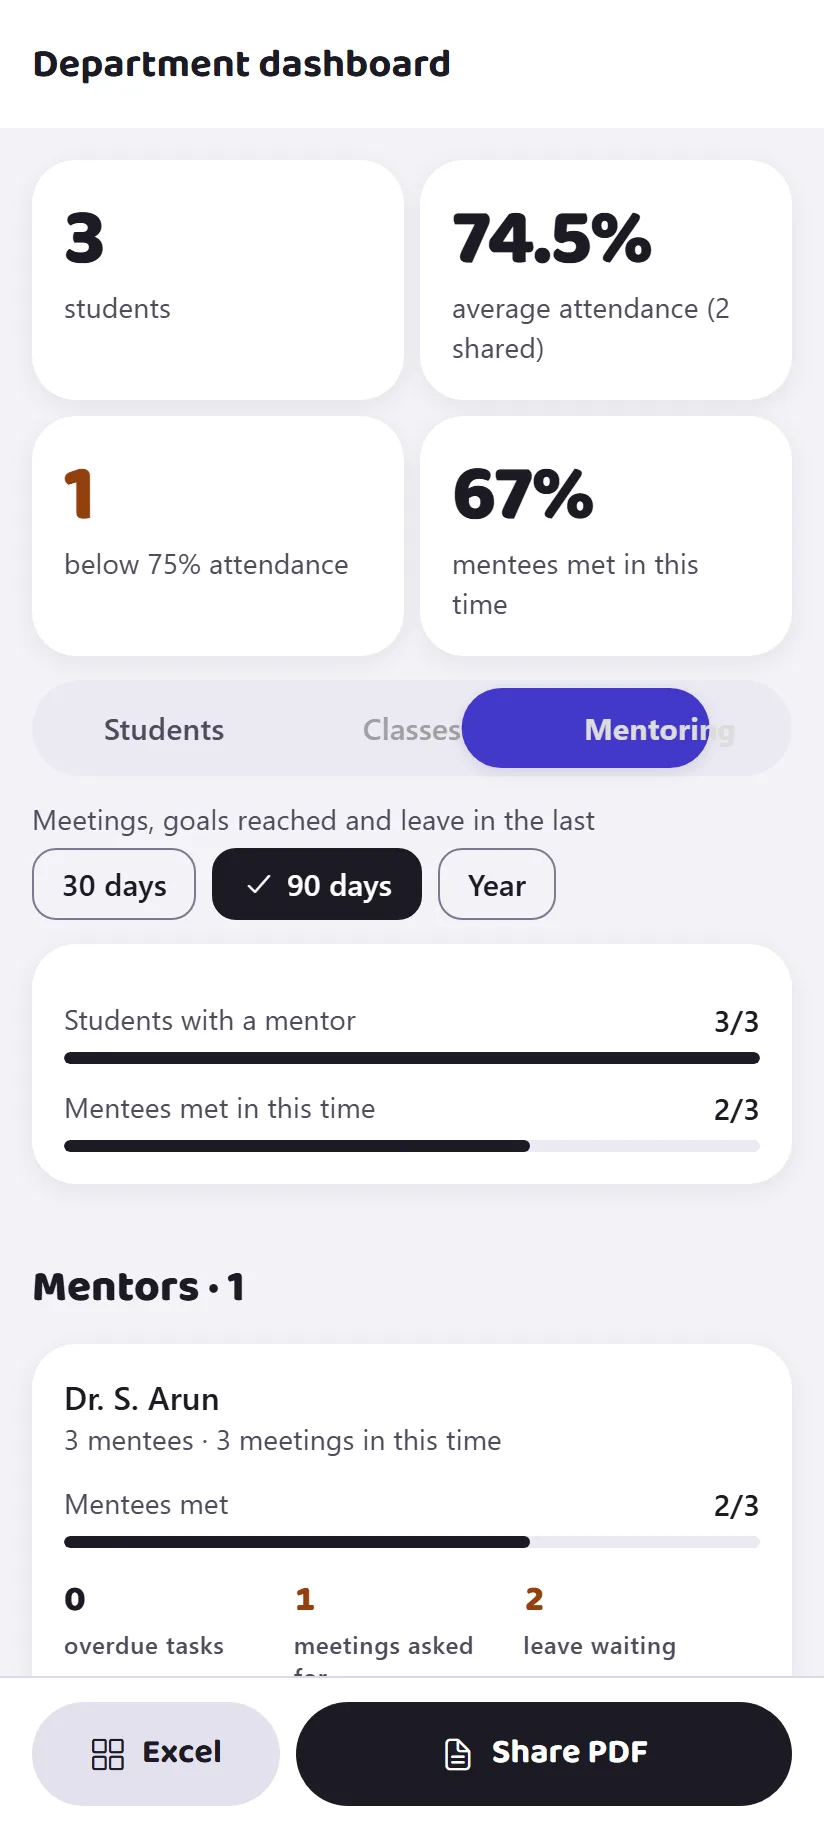 Department dashboard
3
students
74.5%
average attendance (2
shared)
1
below 75% attendance
67%
mentees met in this
time
Students Classes Mentoring
Meetings, goals reached and leave in the last
30 days 90 days Year
Students with a mentor 3/3
Mentees met in this time 2/3
Mentors · 1
Dr. S. Arun
3 mentees · 3 meetings in this time
Mentees met 2/3
0
overdue tasks
1
meetings asked
for
2
leave waiting
Excel Share PDF